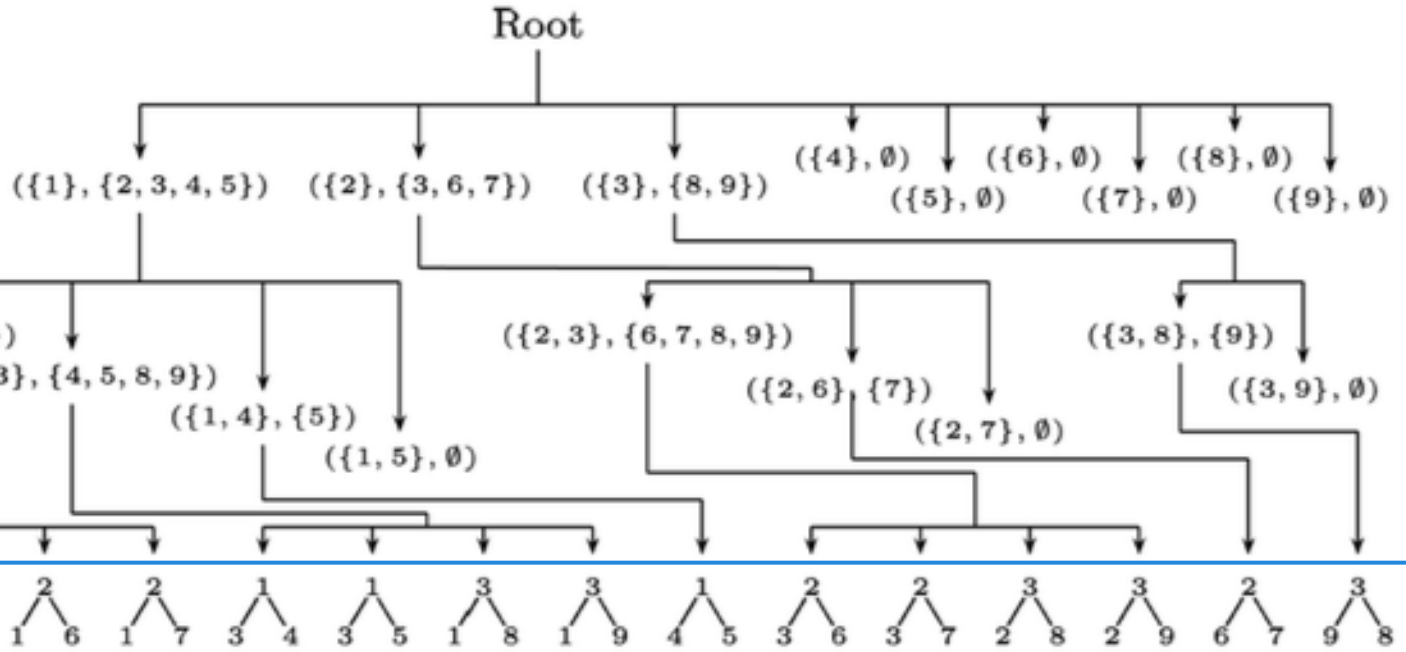 Root
({4}, ∅) ({6}, ∅) ({8}, ∅)
({1}, {2, 3, 4, 5}) ({2}, {3, 6, 7}) ({3}, {8, 9})
({5}, ∅) ({7}, ∅) ({9}, ∅)
) ({2, 3}, {6, 7, 8, 9}) ({3, 8}, {9})
3}, {4, 5, 8, 9}) ({2, 6}, {7}) ({3, 9}, ∅)
({1, 4}, {5}) ({2, 7}, ∅)
({1, 5}, ∅)
2 2 1 1 3 3 1 2 2 3 3 2 3
1 6 1 7 3 4 3 5 1 8 1 9 4 5 3 6 3 7 2 8 2 9 6 7 9 8